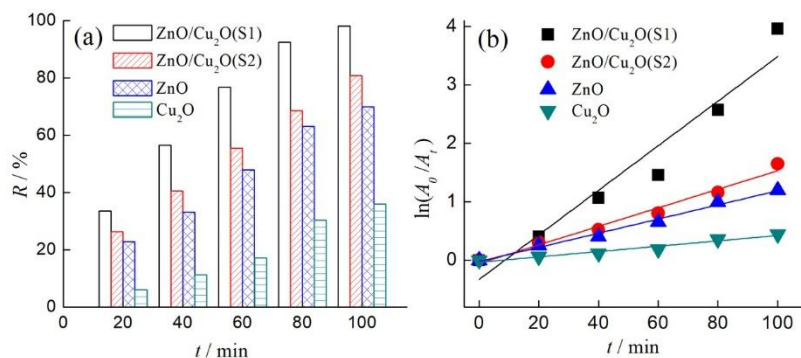 (a)
ZnO/Cu₂O(S1)
ZnO/Cu₂O(S2)
ZnO
Cu₂O
R / %
100
80
60
40
20
0
0 20 40 60 80 100
t / min
(b)
ZnO/Cu₂O(S1)
ZnO/Cu₂O(S2)
ZnO
Cu₂O
ln(A₀/Aₜ)
4
3
2
1
0
0 20 40 60 80 100
t / min